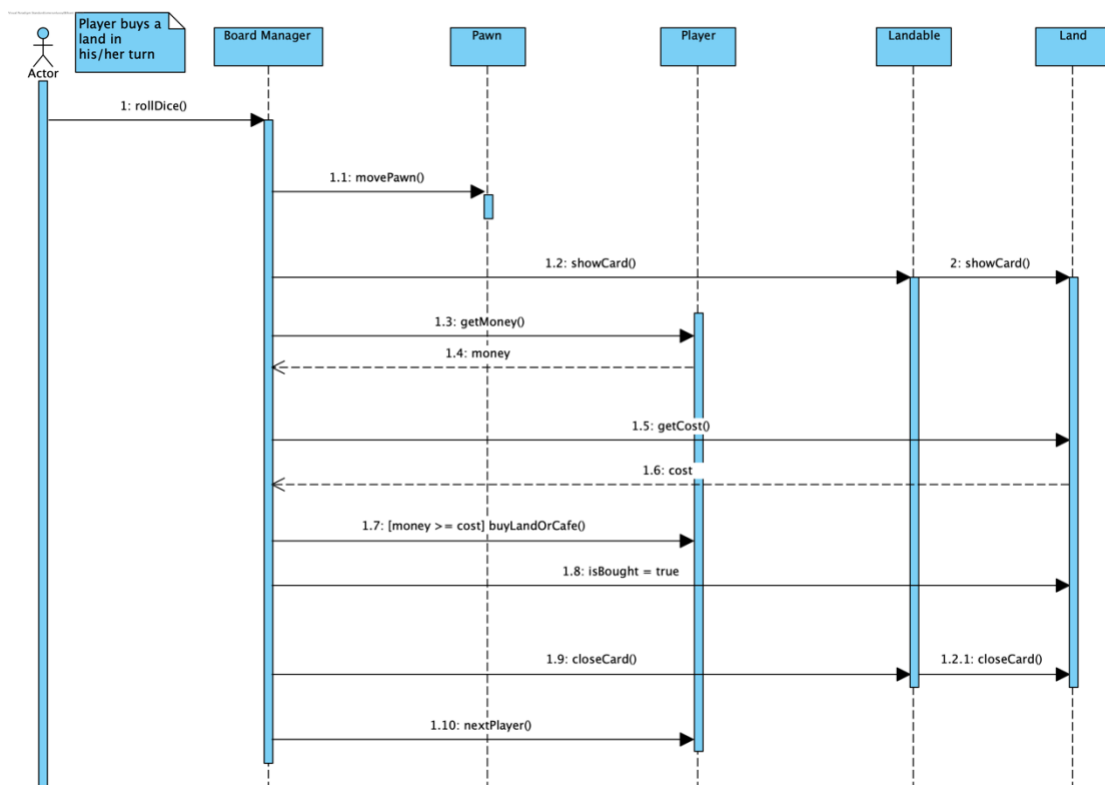 Player buys a
land in
his/her turn
Actor
Board Manager
Pawn
Player
Landable
Land
1: rollDice()
1.1: movePawn()
1.2: showCard()
2: showCard()
1.3: getMoney()
1.4: money
1.5: getCost()
1.6: cost
1.7: [money >= cost] buyLandOrCafe()
1.8: isBought = true
1.9: closeCard()
1.2.1: closeCard()
1.10: nextPlayer()